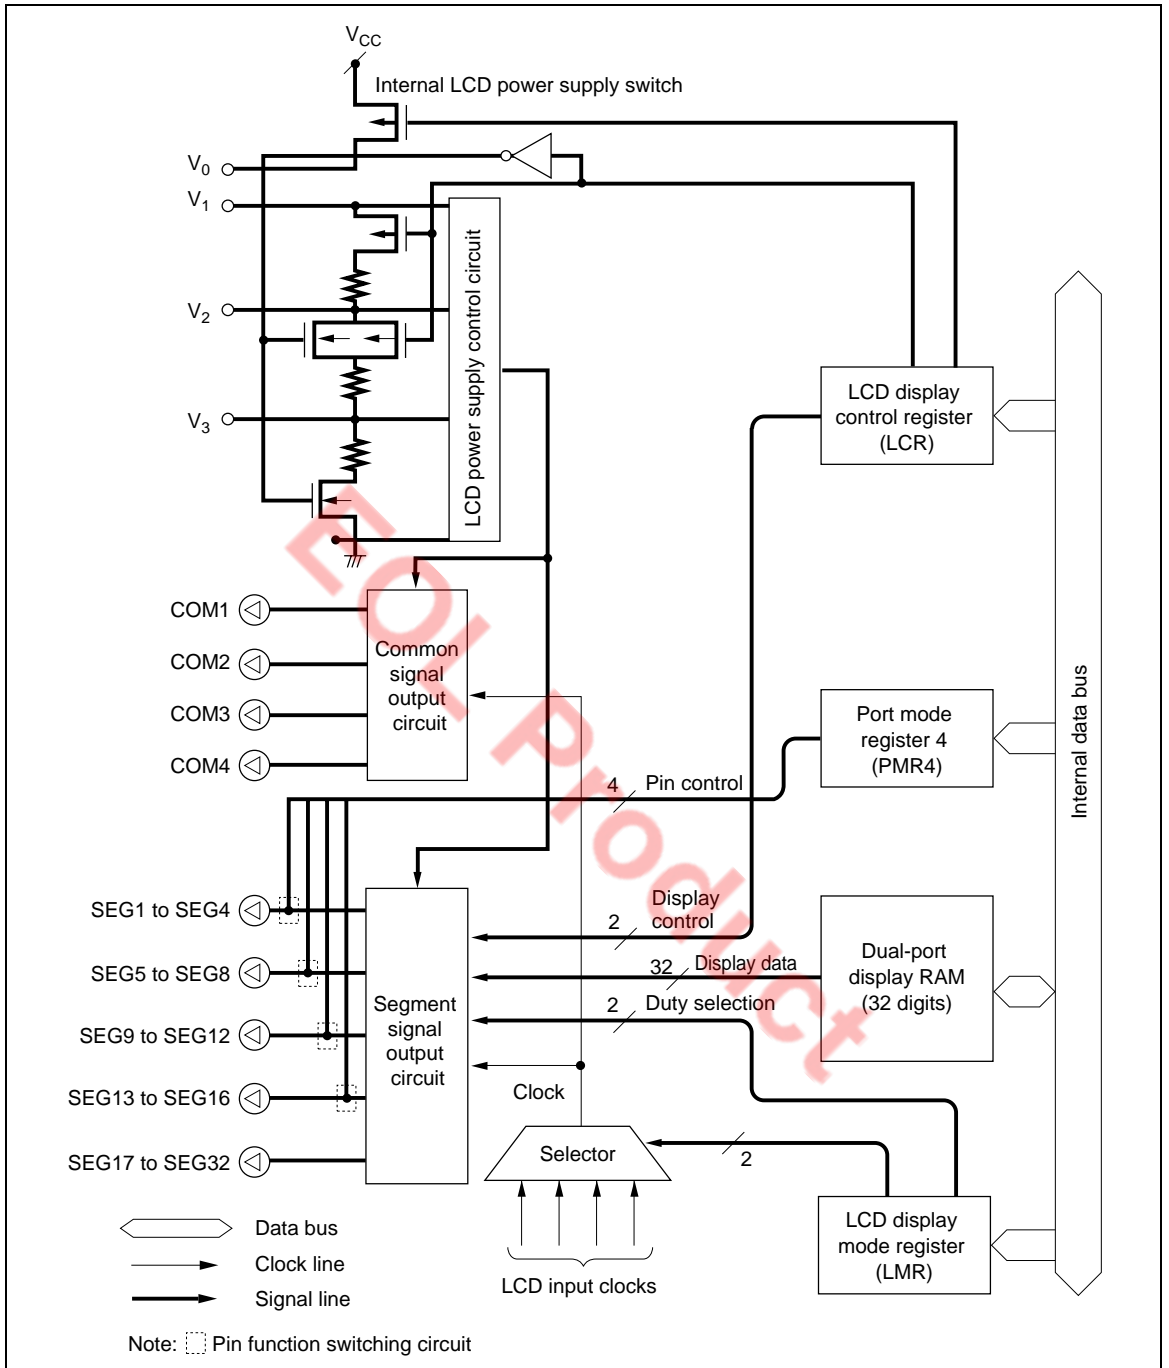 VCC
Internal LCD power supply switch
V0
V1
V2
V3
LCD power supply control circuit
LCD display
control register
(LCR)
Internal data bus
COM1
COM2
COM3
COM4
Common
signal
output
circuit
Port mode
register 4
(PMR4)
4 Pin control
SEG1 to SEG4
SEG5 to SEG8
SEG9 to SEG12
SEG13 to SEG16
SEG17 to SEG32
Segment
signal
output
circuit
Display
control
2
32 Display data
2 Duty selection
Dual-port
display RAM
(32 digits)
Clock
Selector
2
LCD input clocks
LCD display
mode register
(LMR)
Data bus
Clock line
Signal line
Note: Pin function switching circuit
EOL Product